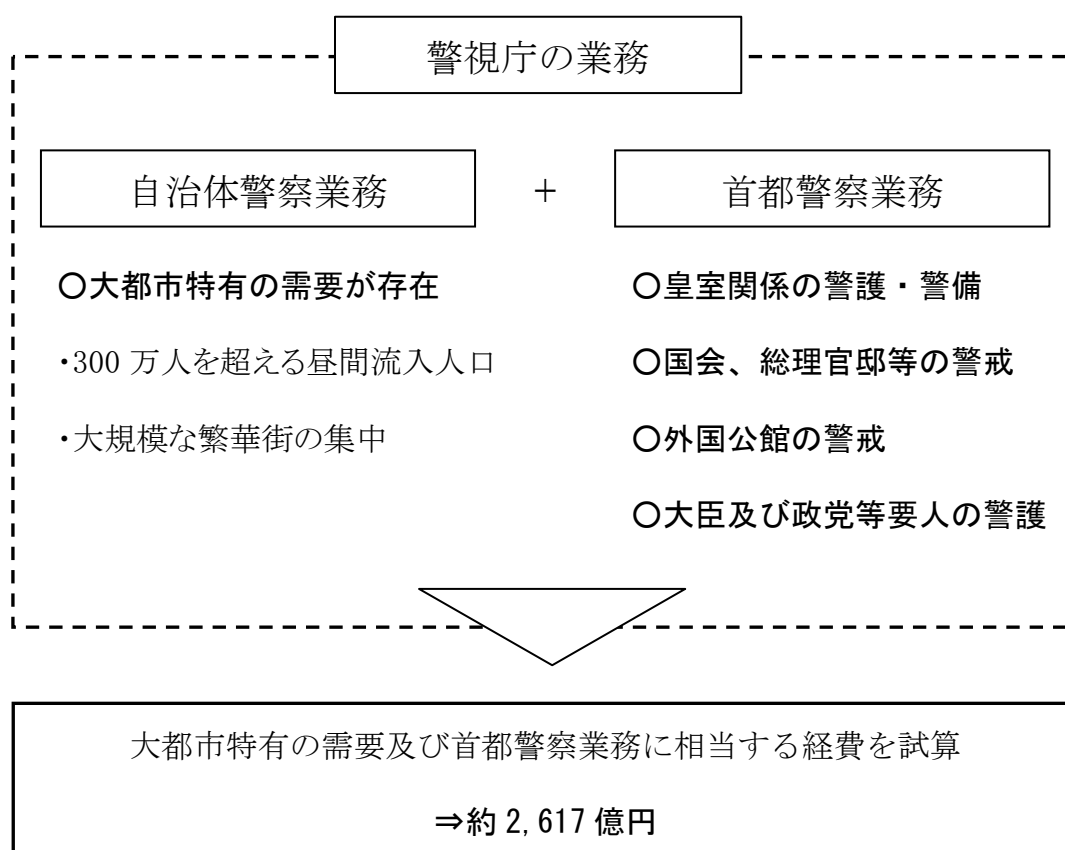 警視庁の業務
自治体警察業務
+
首都警察業務
○大都市特有の需要が存在
・300 万人を超える昼間流入人口
・大規模な繁華街の集中
○皇室関係の警護・警備
○国会、総理官邸等の警戒
○外国公館の警戒
○大臣及び政党等要人の警護
大都市特有の需要及び首都警察業務に相当する経費を試算
⇒約 2,617 億円